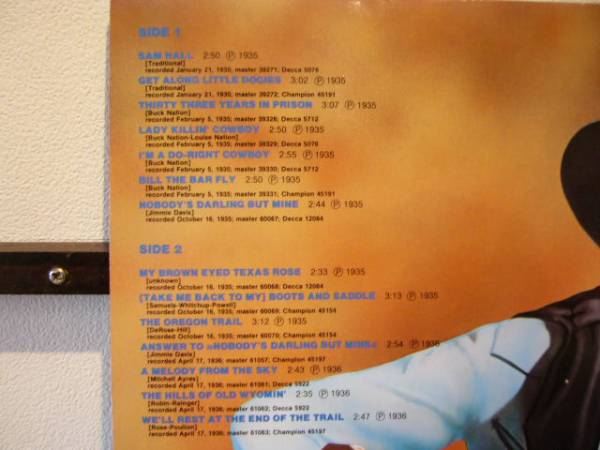 SIDE 1
SAM HALL 2:50 Ⓟ 1935
[Traditional]
recorded January 21, 1935; master 39271; Decca 5076
GET ALONG LITTLE DOGIES 3:02 Ⓟ 1935
[Traditional]
recorded January 21, 1935; master 39272; Champion 45191
THIRTY THREE YEARS IN PRISON 3:07 Ⓟ 1935
[Buck Nation]
recorded February 5, 1935; master 39328; Decca 5712
LADY KILLIN' COWBOY 2:50 Ⓟ 1935
[Buck Nation-Louise Nation]
recorded February 5, 1935; master 39329; Decca 5076
I'M A DO-RIGHT COWBOY 2:55 Ⓟ 1935
[Buck Nation]
recorded February 5, 1935; master 39330; Decca 5712
BILL THE BAR FLY 2:50 Ⓟ 1935
[Buck Nation]
recorded February 5, 1935; master 39331; Champion 45191
NOBODY'S DARLING BUT MINE 2:44 Ⓟ 1935
[Jimmie Davis]
recorded October 16, 1935; master 60067; Decca 12084
SIDE 2
MY BROWN EYED TEXAS ROSE 2:33 Ⓟ 1935
[unknown]
recorded October 16, 1935; master 60068; Decca 12084
[TAKE ME BACK TO MY] BOOTS AND SADDLE 3:13 Ⓟ 1935
[Samuels-Whitchup-Powell]
recorded October 16, 1935; master 60069; Champion 45154
THE OREGON TRAIL 3:12 Ⓟ 1935
[DeRose-Hill]
recorded October 16, 1935; master 60070; Champion 45154
ANSWER TO «NOBODY'S DARLING BUT MINE» 2:54 Ⓟ 1936
[Jimmie Davis]
recorded April 17, 1936; master 61057; Champion 45197
A MELODY FROM THE SKY 2:43 Ⓟ 1936
[Mitchell Ayres]
recorded April 17, 1936; master 61061; Decca 5922
THE HILLS OF OLD WYOMIN' 2:35 Ⓟ 1936
[Robin-Rainger]
recorded April 17, 1936; master 61062; Decca 5922
WE'LL REST AT THE END OF THE TRAIL 2:47 Ⓟ 1936
[Rose-Poulton]
recorded April 17, 1936; master 61063; Champion 45197